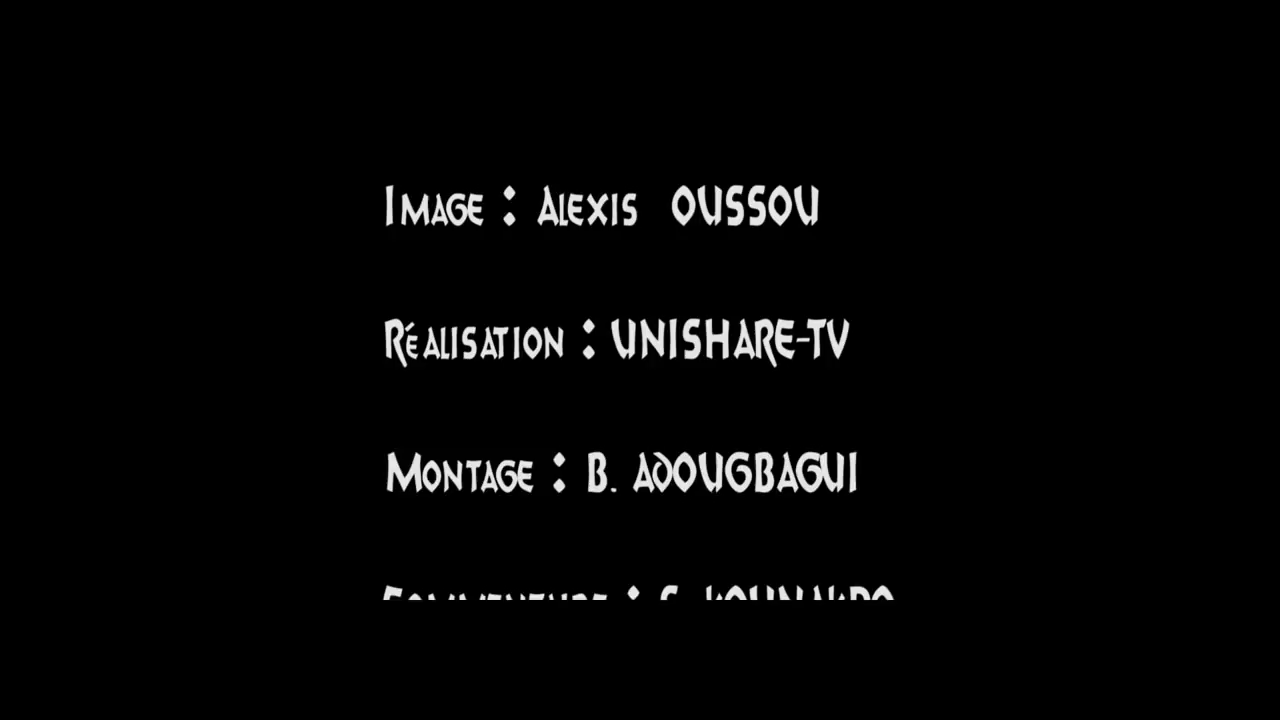 Image : Alexis OUSSOU
Réalisation : UNISHARE-TV
Montage : B. ADOUGBAGUI